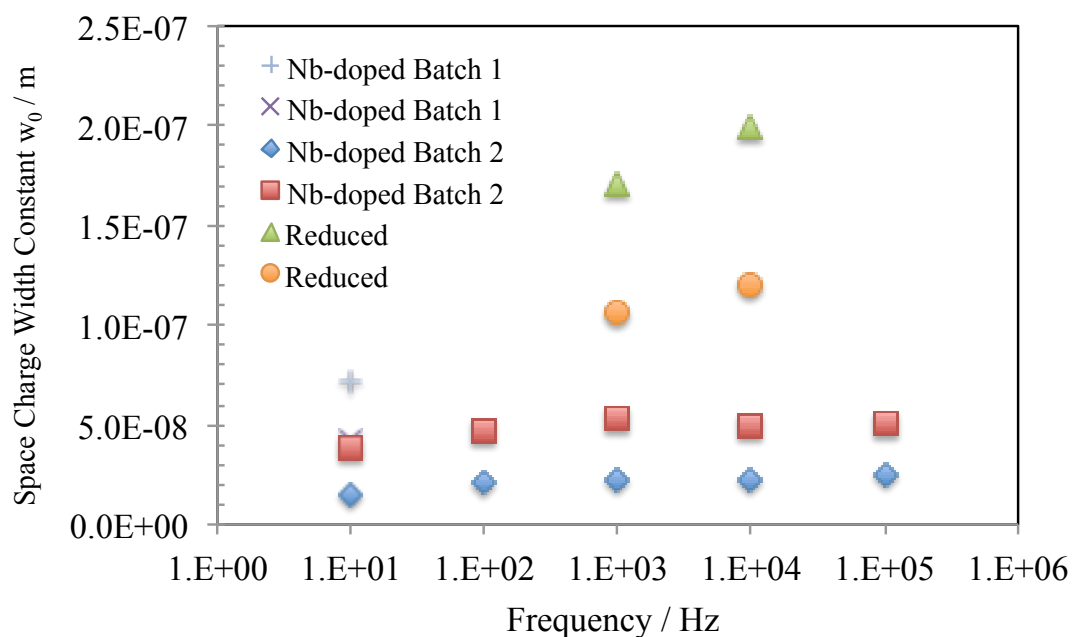 Space Charge Width Constant w₀ / m
2.5E-07
2.0E-07
1.5E-07
1.0E-07
5.0E-08
0.0E+00
Nb-doped Batch 1
Nb-doped Batch 1
Nb-doped Batch 2
Nb-doped Batch 2
Reduced
Reduced
1.E+00 1.E+01 1.E+02 1.E+03 1.E+04 1.E+05 1.E+06
Frequency / Hz